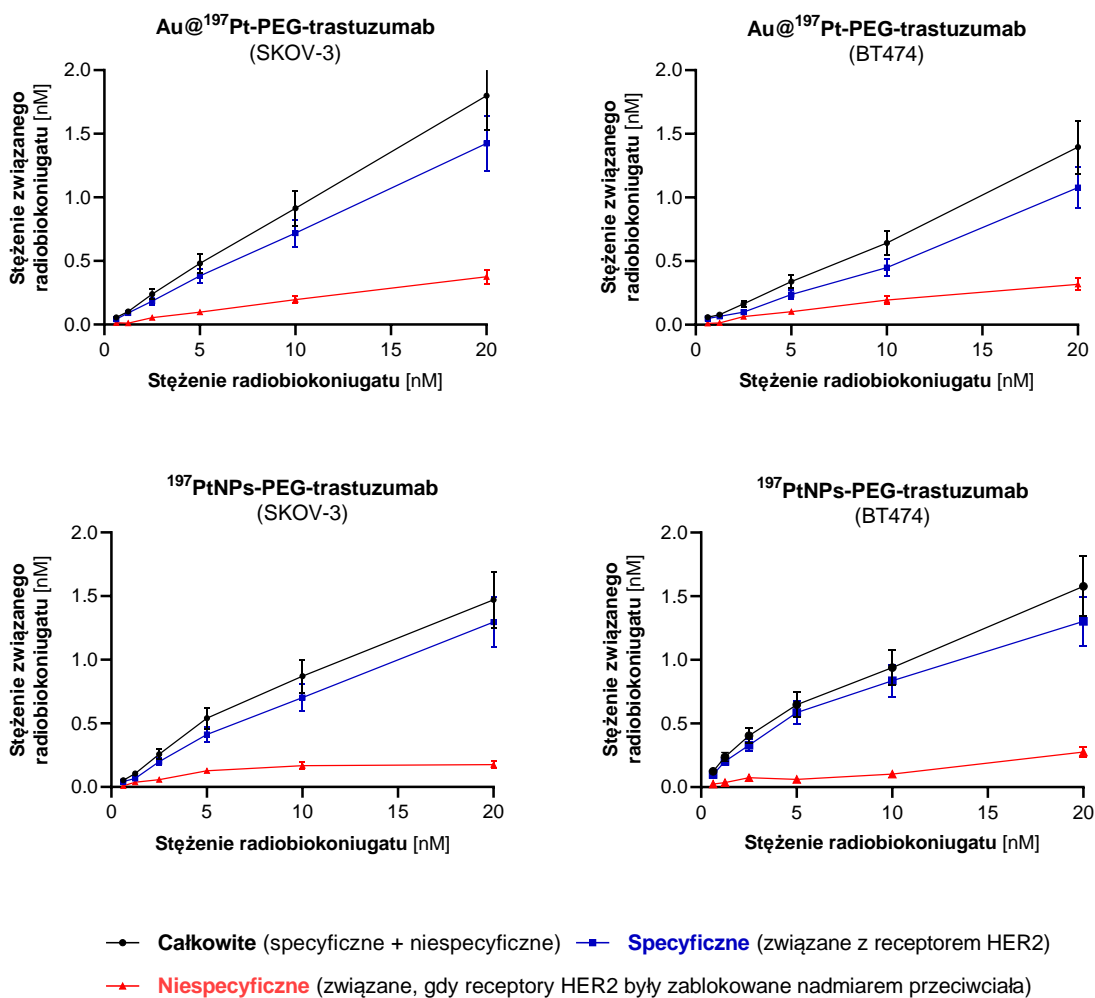 Au@¹⁹⁷Pt-PEG-trastuzumab
(SKOV-3)
Stężenie związanego
radiobiokoniugatu [nM]
2.0
1.5
1.0
0.5
0.0
0
5
10
15
20
Stężenie radiobiokoniugatu [nM]
Au@¹⁹⁷Pt-PEG-trastuzumab
(BT474)
Stężenie związanego
radiobiokoniugatu [nM]
2.0
1.5
1.0
0.5
0.0
0
5
10
15
20
Stężenie radiobiokoniugatu [nM]
¹⁹⁷PtNPs-PEG-trastuzumab
(SKOV-3)
Stężenie związanego
radiobiokoniugatu [nM]
2.0
1.5
1.0
0.5
0.0
0
5
10
15
20
Stężenie radiobiokoniugatu [nM]
¹⁹⁷PtNPs-PEG-trastuzumab
(BT474)
Stężenie związanego
radiobiokoniugatu [nM]
2.0
1.5
1.0
0.5
0.0
0
5
10
15
20
Stężenie radiobiokoniugatu [nM]
Całkowite (specyficzne + niespecyficzne)
Specyficzne (związane z receptorem HER2)
Niespecyficzne (związane, gdy receptory HER2 były zablokowane nadmiarem przeciwciała)